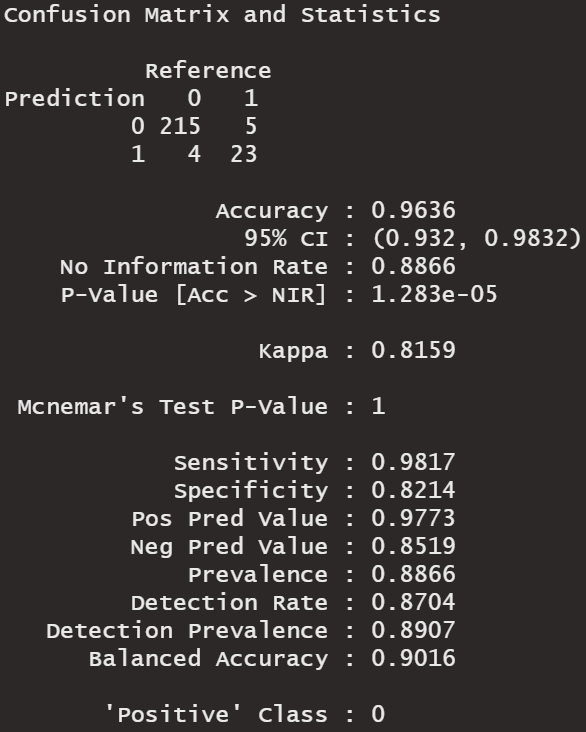 Confusion Matrix and Statistics
Reference
Prediction 0 1
0 215 5
1 4 23
Accuracy : 0.9636
95% CI : (0.932, 0.9832)
No Information Rate : 0.8866
P-Value [Acc > NIR] : 1.283e-05
Kappa : 0.8159
Mcnemar's Test P-Value : 1
Sensitivity : 0.9817
Specificity : 0.8214
Pos Pred Value : 0.9773
Neg Pred Value : 0.8519
Prevalence : 0.8866
Detection Rate : 0.8704
Detection Prevalence : 0.8907
Balanced Accuracy : 0.9016
'Positive' Class : 0